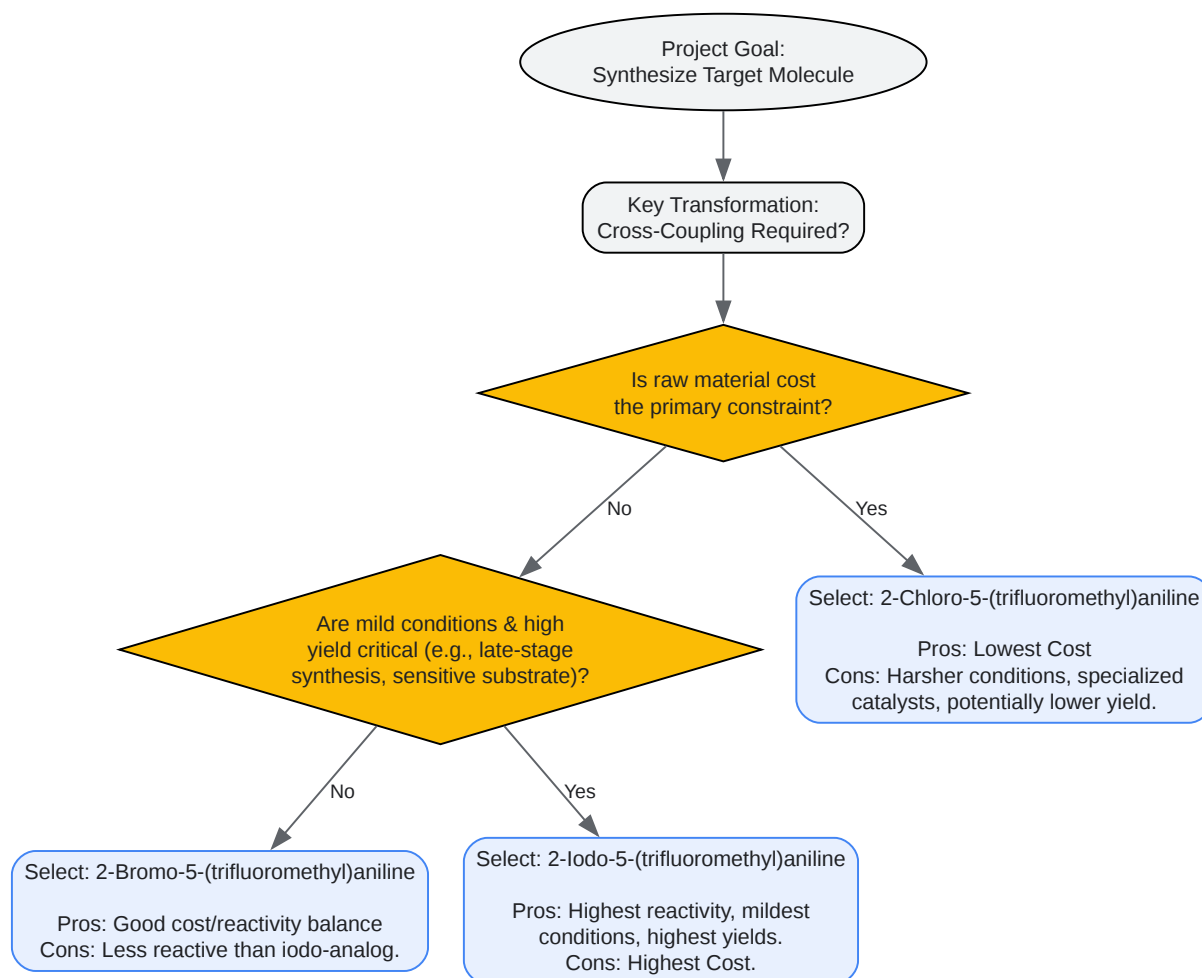 Project Goal:
Synthesize Target Molecule
Key Transformation:
Cross-Coupling Required?
Is raw material cost
the primary constraint?
No
Yes
Are mild conditions & high
yield critical (e.g., late-stage
synthesis, sensitive substrate)?
Select: 2-Chloro-5-(trifluoromethyl)aniline
Pros: Lowest Cost
Cons: Harsher conditions, specialized
catalysts, potentially lower yield.
No
Yes
Select: 2-Bromo-5-(trifluoromethyl)aniline
Pros: Good cost/reactivity balance
Cons: Less reactive than iodo-analog.
Select: 2-Iodo-5-(trifluoromethyl)aniline
Pros: Highest reactivity, mildest
conditions, highest yields.
Cons: Highest Cost.